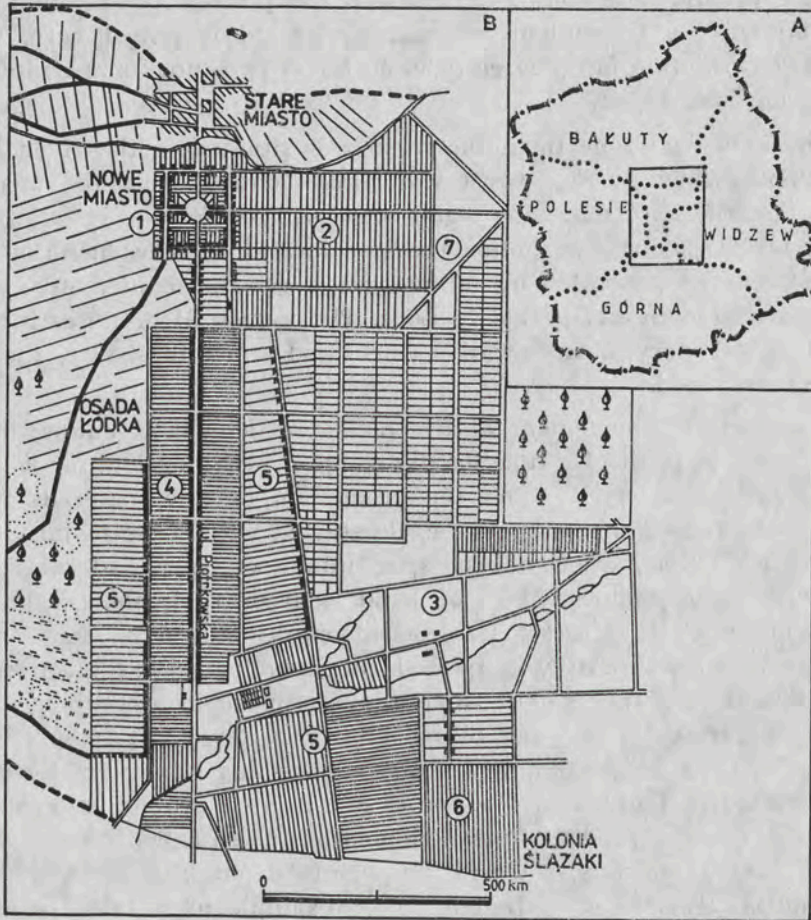 B
A
STARE
MIASTO
BAŁUTY
NOWE
MIASTO
1
2
7
POLESIE
WIDZEW
GÓRNA
OSADA
ŁÓDKA
4
5
ul. Piotrkowska
5
3
5
6
KOLONIA
ŚLĄZAKI
0
500 km